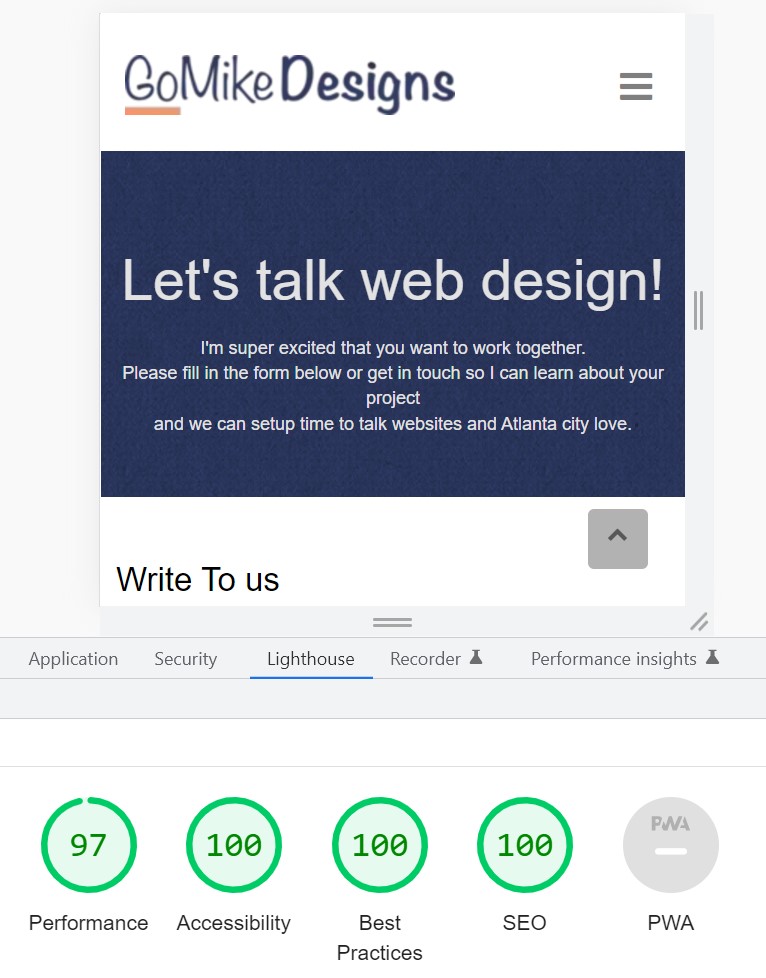 GoMike Designs
Let's talk web design!
I'm super excited that you want to work together.
Please fill in the form below or get in touch so I can learn about your
project
and we can setup time to talk websites and Atlanta city love.
Write To us
Application Security Lighthouse Recorder Performance insights
97 100 100 100 PWA
Performance Accessibility Best SEO PWA
Practices